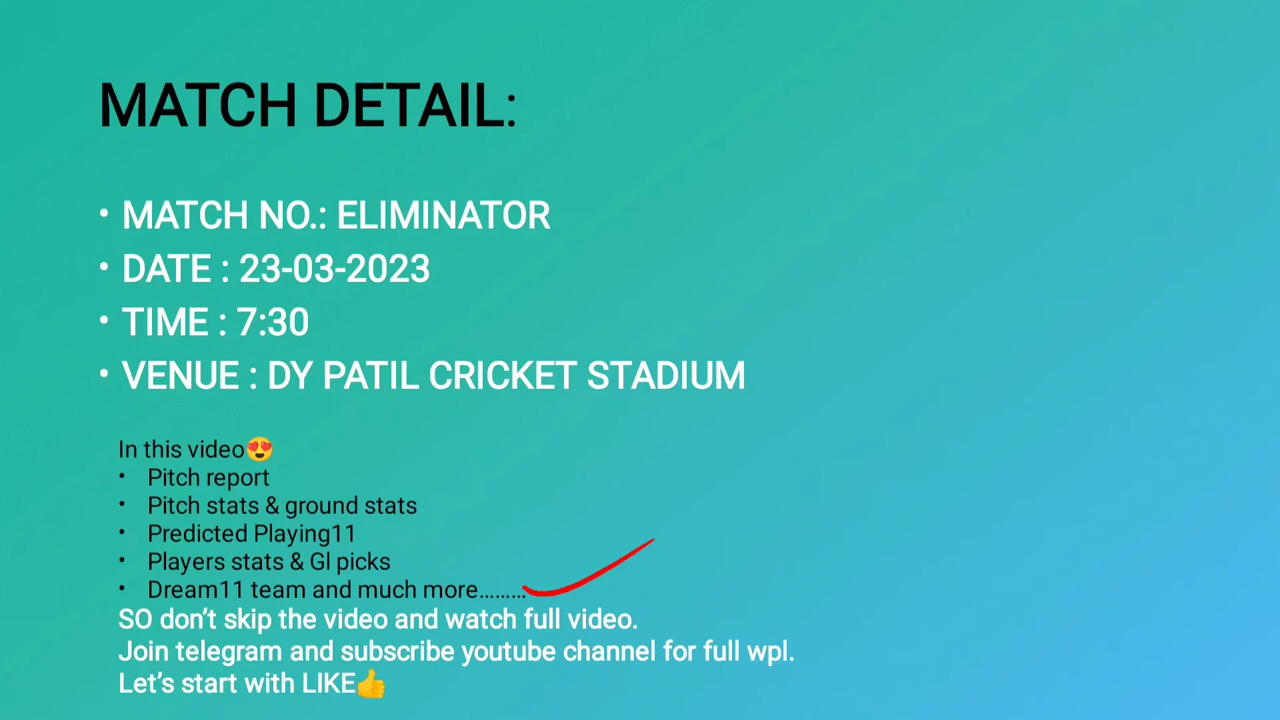 MATCH DETAIL:
• MATCH NO.: ELIMINATOR
• DATE : 23-03-2023
• TIME : 7:30
• VENUE : DY PATIL CRICKET STADIUM
In this video😍
• Pitch report
• Pitch stats & ground stats
• Predicted Playing11
• Players stats & Gl picks
• Dream11 team and much more.........
SO don’t skip the video and watch full video.
Join telegram and subscribe youtube channel for full wpl.
Let’s start with LIKE👍